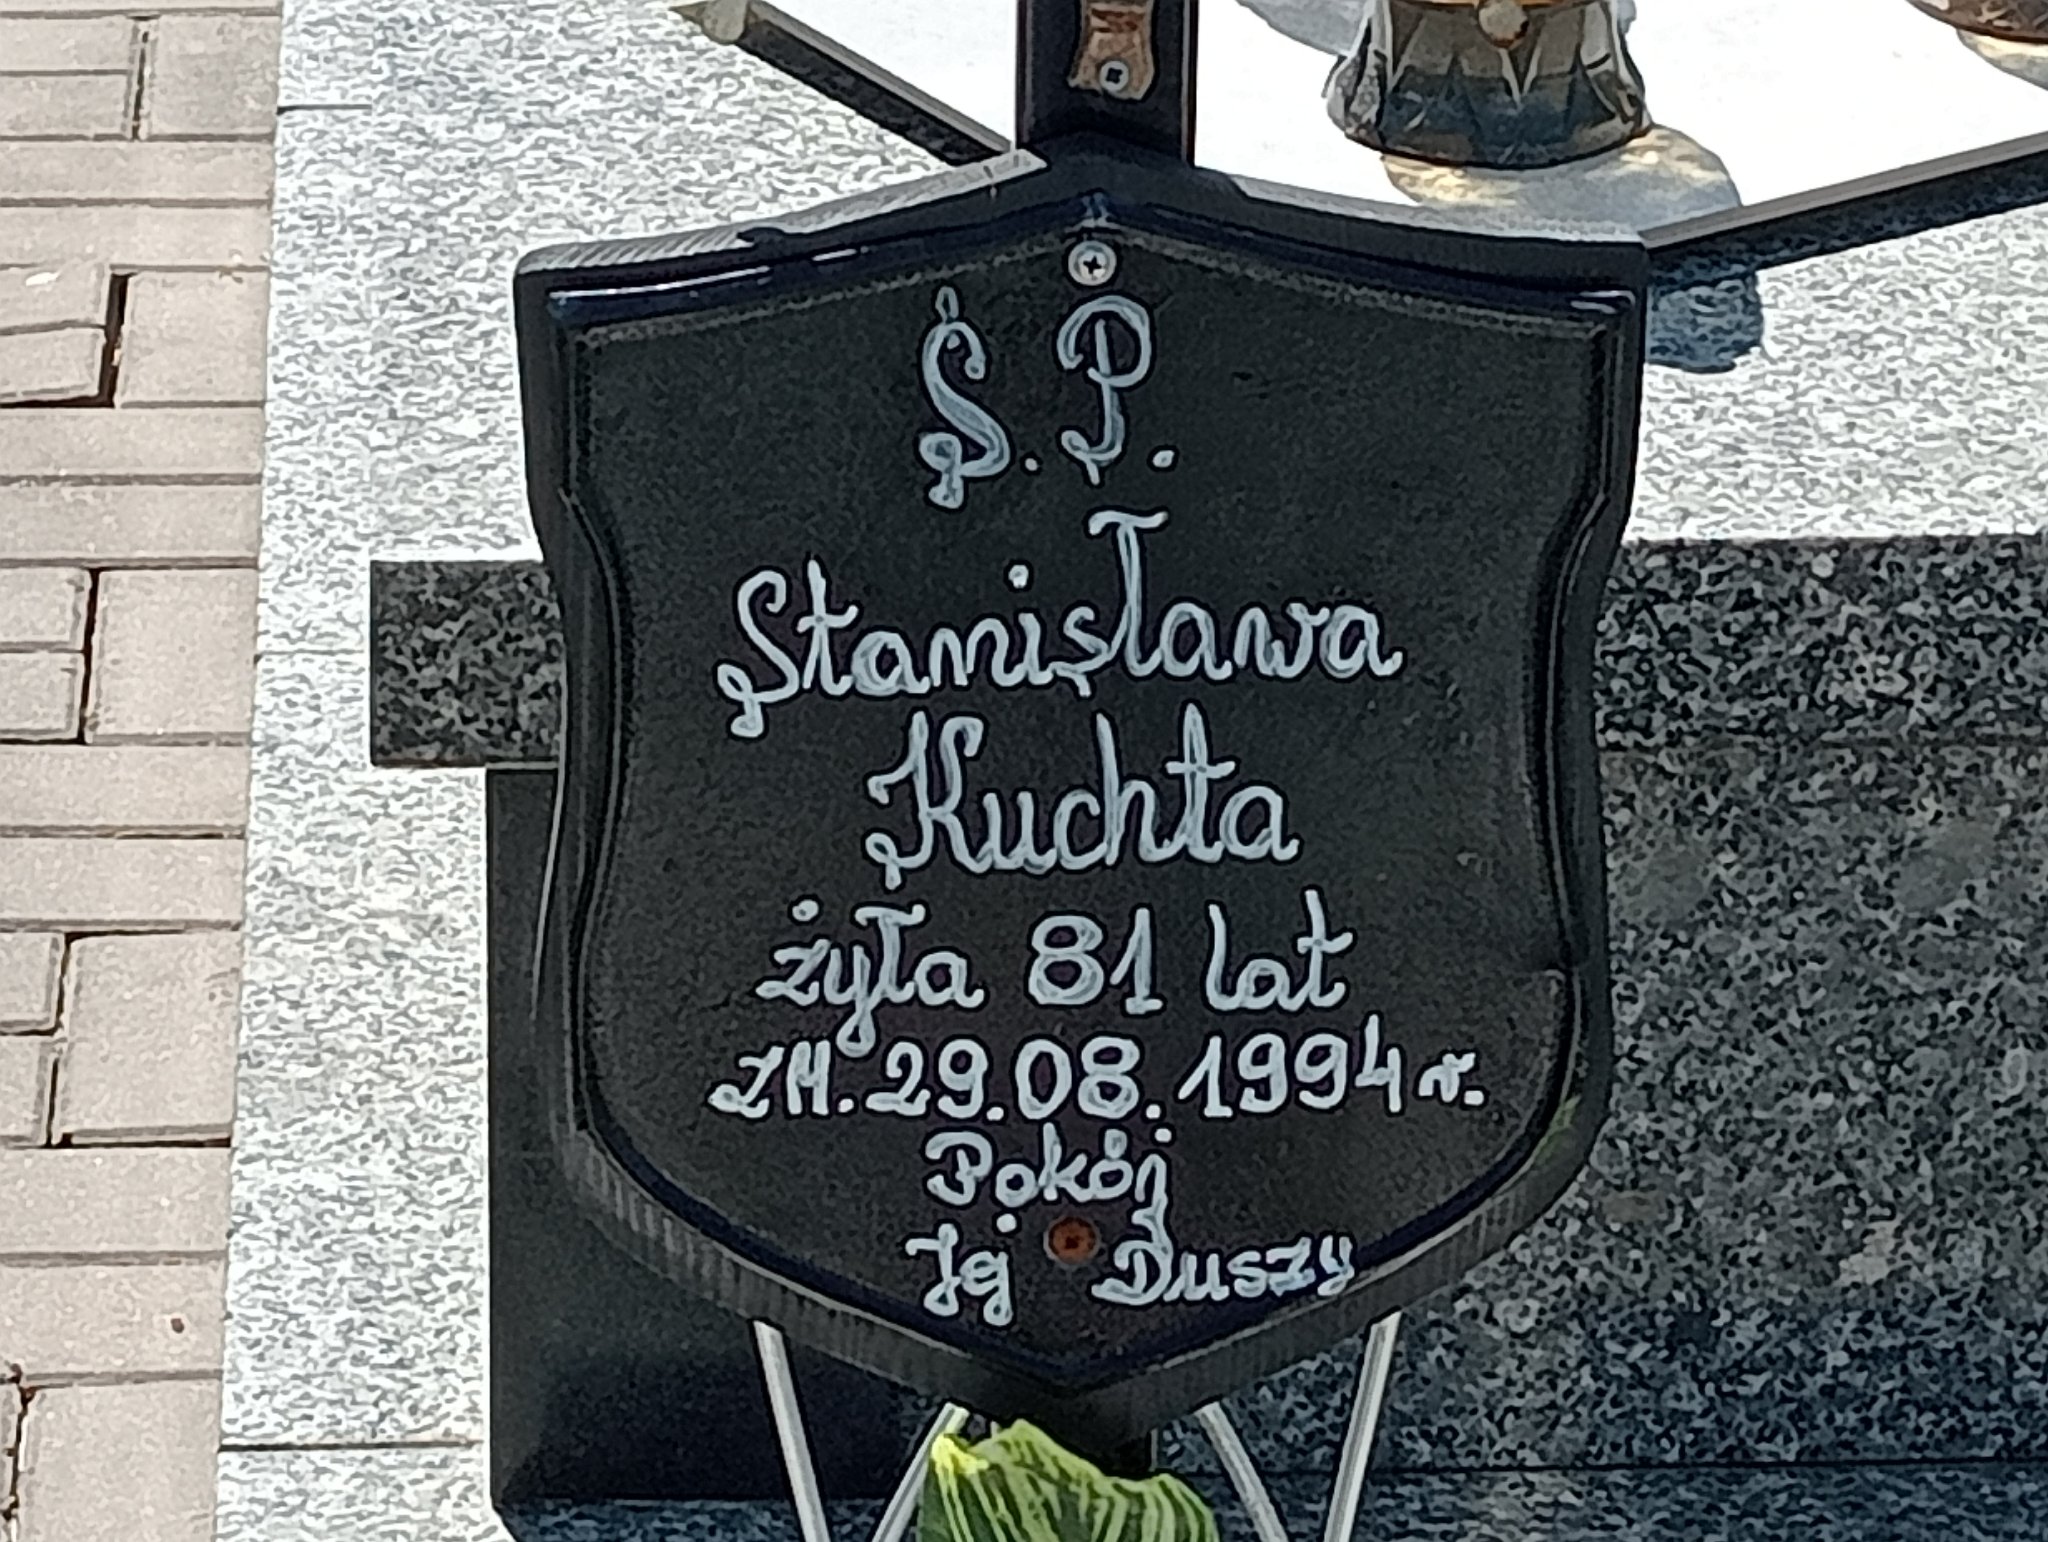 Ś.P.
Stanisława
Kuchta
żyła 81 lat
ZM. 29.08.1994 r.
Pokój
Jej Duszy